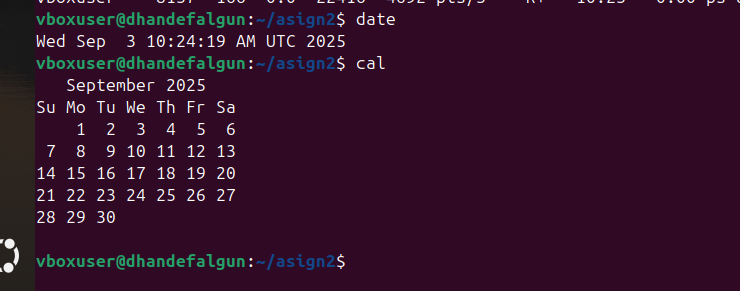 vboxuser@dhandefalgun:~/asign2$ date
Wed Sep  3 10:24:19 AM UTC 2025
vboxuser@dhandefalgun:~/asign2$ cal
   September 2025
Su Mo Tu We Th Fr Sa
    1  2  3  4  5  6
 7  8  9 10 11 12 13
14 15 16 17 18 19 20
21 22 23 24 25 26 27
28 29 30
vboxuser@dhandefalgun:~/asign2$